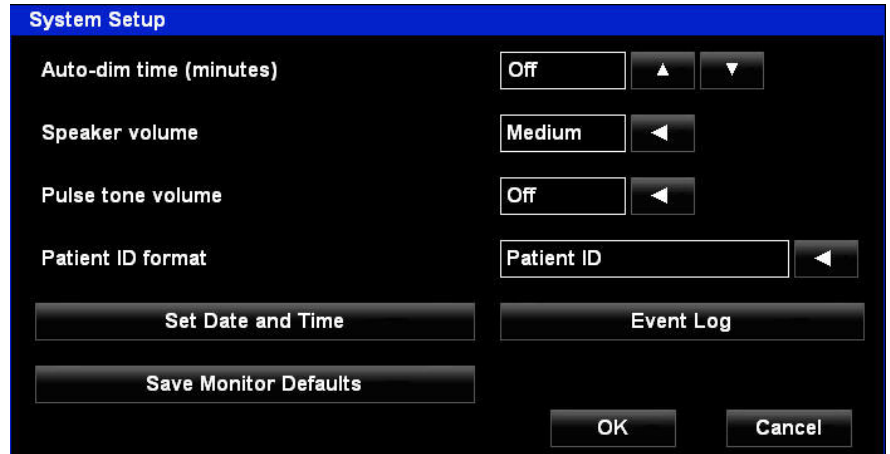 System Setup
Auto-dim time (minutes) Off
Speaker volume Medium
Pulse tone volume Off
Patient ID format Patient ID
Set Date and Time Event Log
Save Monitor Defaults
OK Cancel